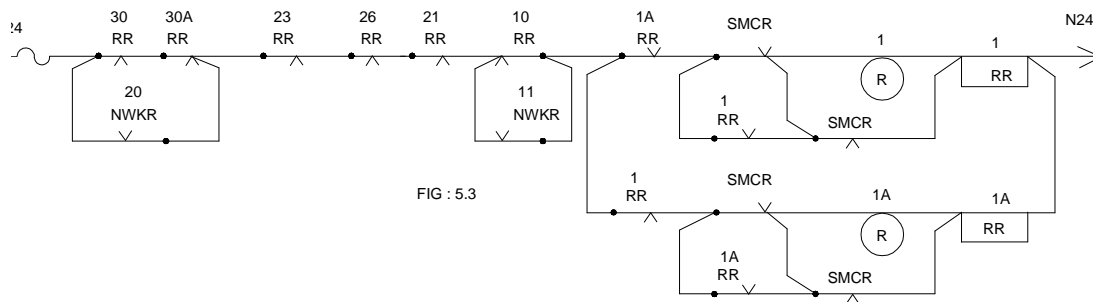 30 30A 23 26 21 10 1A SMCR 1 1 N24
RR RR RR RR RR RR RR R RR
20 11 1
NWKR NWKR RR SMCR
FIG : 5.3
1 SMCR 1A 1A
RR R RR
1A
RR SMCR